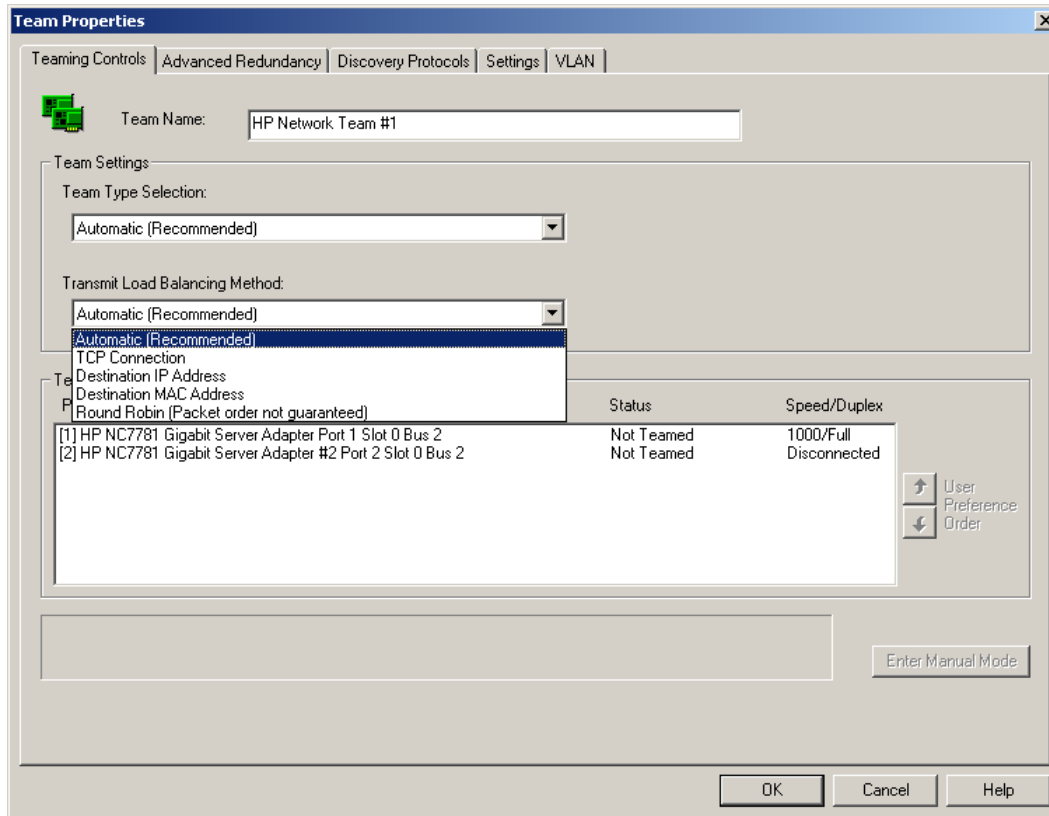 Team Properties
Teaming Controls Advanced Redundancy Discovery Protocols Settings VLAN
Team Name: HP Network Team #1
Team Settings
Team Type Selection:
Automatic (Recommended)
Transmit Load Balancing Method:
Automatic (Recommended)
Automatic (Recommended)
TCP Connection
Destination IP Address
Destination MAC Address
Round Robin (Packet order not guaranteed)
Status Speed/Duplex
[1] HP NC7781 Gigabit Server Adapter Port 1 Slot 0 Bus 2 Not Teamed 1000/Full
[2] HP NC7781 Gigabit Server Adapter #2 Port 2 Slot 0 Bus 2 Not Teamed Disconnected
User
Preference
Order
Enter Manual Mode
OK Cancel Help